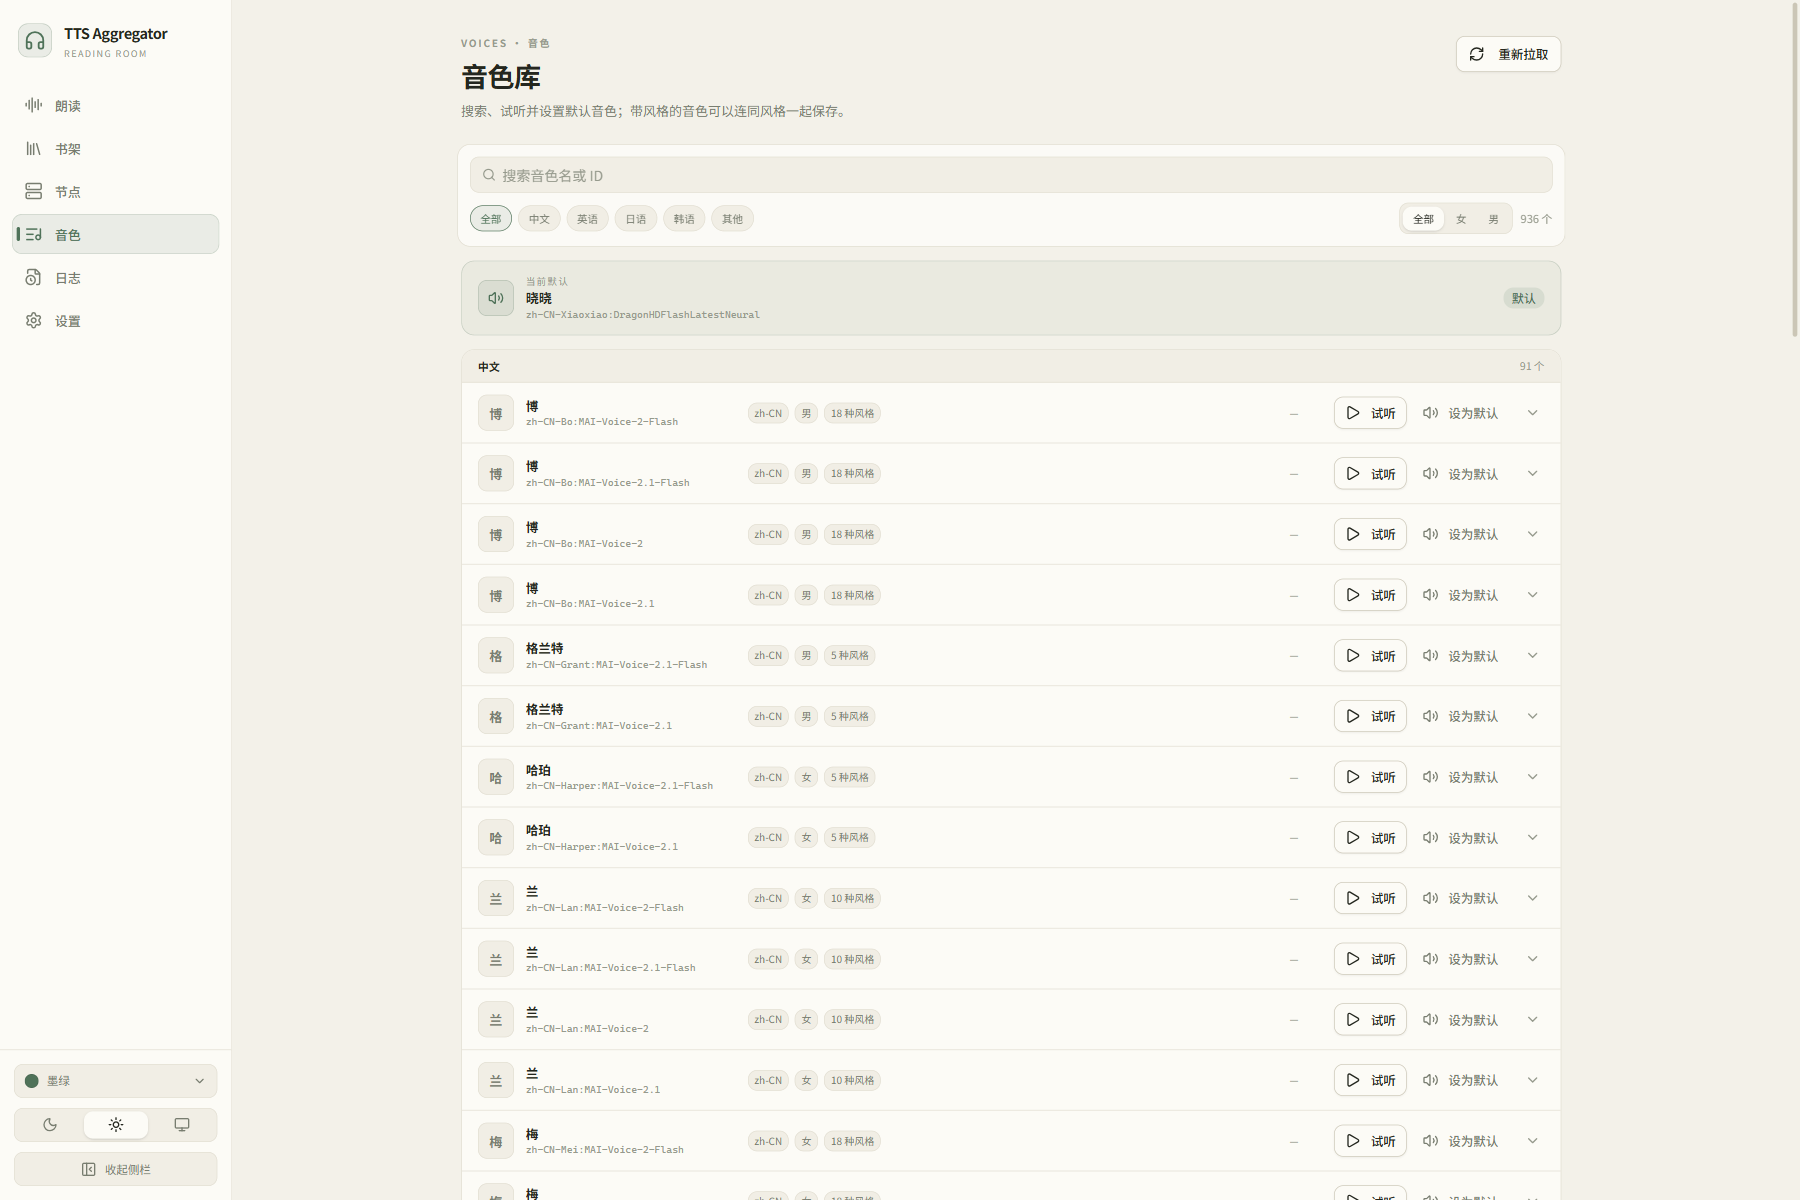 TTS Aggregator
READING ROOM
朗读
书架
节点
音色
日志
设置
墨绿
收起侧栏
VOICES · 音色
音色库
搜索、试听并设置默认音色；带风格的音色可以连同风格一起保存。
重新拉取
搜索音色名或 ID
全部 中文 英语 日语 韩语 其他 全部 女 男 936 个
当前默认
晓晓
zh-CN-Xiaoxiao:DragonHDFlashLatestNeural
默认
中文 91 个
博 博 zh-CN 男 18 种风格 — 试听 设为默认
zh-CN-Bo:MAI-Voice-2-Flash
博 博 zh-CN 男 18 种风格 — 试听 设为默认
zh-CN-Bo:MAI-Voice-2.1-Flash
博 博 zh-CN 男 18 种风格 — 试听 设为默认
zh-CN-Bo:MAI-Voice-2
博 博 zh-CN 男 18 种风格 — 试听 设为默认
zh-CN-Bo:MAI-Voice-2.1
格 格兰特 zh-CN 男 5 种风格 — 试听 设为默认
zh-CN-Grant:MAI-Voice-2.1-Flash
格 格兰特 zh-CN 男 5 种风格 — 试听 设为默认
zh-CN-Grant:MAI-Voice-2.1
哈 哈珀 zh-CN 女 5 种风格 — 试听 设为默认
zh-CN-Harper:MAI-Voice-2.1-Flash
哈 哈珀 zh-CN 女 5 种风格 — 试听 设为默认
zh-CN-Harper:MAI-Voice-2.1
兰 兰 zh-CN 女 10 种风格 — 试听 设为默认
zh-CN-Lan:MAI-Voice-2-Flash
兰 兰 zh-CN 女 10 种风格 — 试听 设为默认
zh-CN-Lan:MAI-Voice-2.1-Flash
兰 兰 zh-CN 女 10 种风格 — 试听 设为默认
zh-CN-Lan:MAI-Voice-2
兰 兰 zh-CN 女 10 种风格 — 试听 设为默认
zh-CN-Lan:MAI-Voice-2.1
梅 梅 zh-CN 女 18 种风格 — 试听 设为默认
zh-CN-Mei:MAI-Voice-2-Flash
梅 梅 zh-CN 女 18 种风格 试听 设为默认